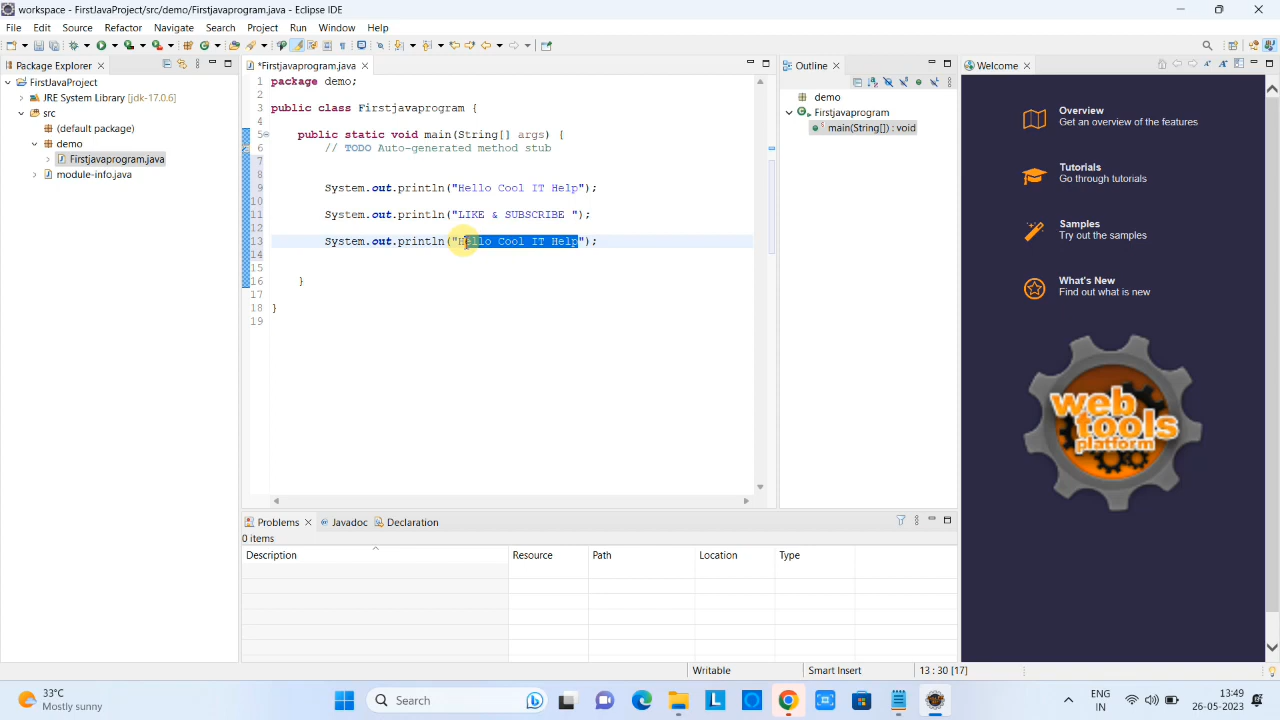 workspace - FirstJavaProject/src/demo/Firstjavaprogram.java - Eclipse IDE
File Edit Source Refactor Navigate Search Project Run Window Help
Package Explorer
FirstJavaProject
JRE System Library [jdk-17.0.6]
src
(default package)
demo
Firstjavaprogram.java
module-info.java
*Firstjavaprogram.java
1 package demo;
2
3 public class Firstjavaprogram {
4
5 public static void main(String[] args) {
6 // TODO Auto-generated method stub
7
8
9 System.out.println("Hello Cool IT Help");
10
11 System.out.println("LIKE & SUBSCRIBE ");
12
13 System.out.println("Hello Cool IT Help");
14
15
16 }
17
18 }
19
Outline
demo
Firstjavaprogram
main(String[]) : void
Welcome
Overview
Get an overview of the features
Tutorials
Go through tutorials
Samples
Try out the samples
What's New
Find out what is new
web
tools
platform
Problems Javadoc Declaration
0 items
Description Resource Path Location Type
Writable Smart Insert 13 : 30 [17]
33°C
Mostly sunny
Search
ENG
IN
13:49
26-05-2023